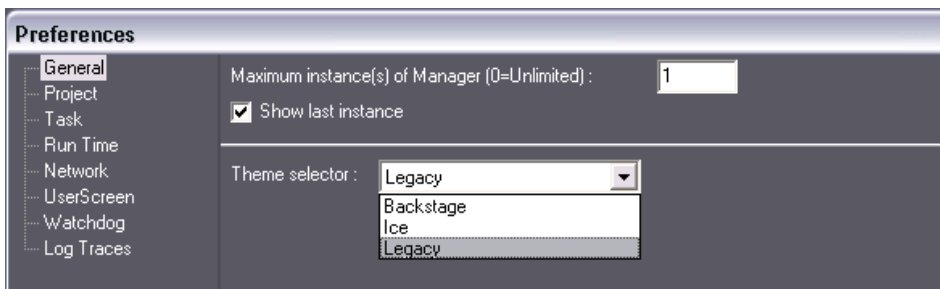 Preferences
General
Project
Task
Run Time
Network
UserScreen
Watchdog
Log Traces
Maximum instance(s) of Manager (0=Unlimited) : 1
Show last instance
Theme selector : Legacy
Backstage
Ice
Legacy